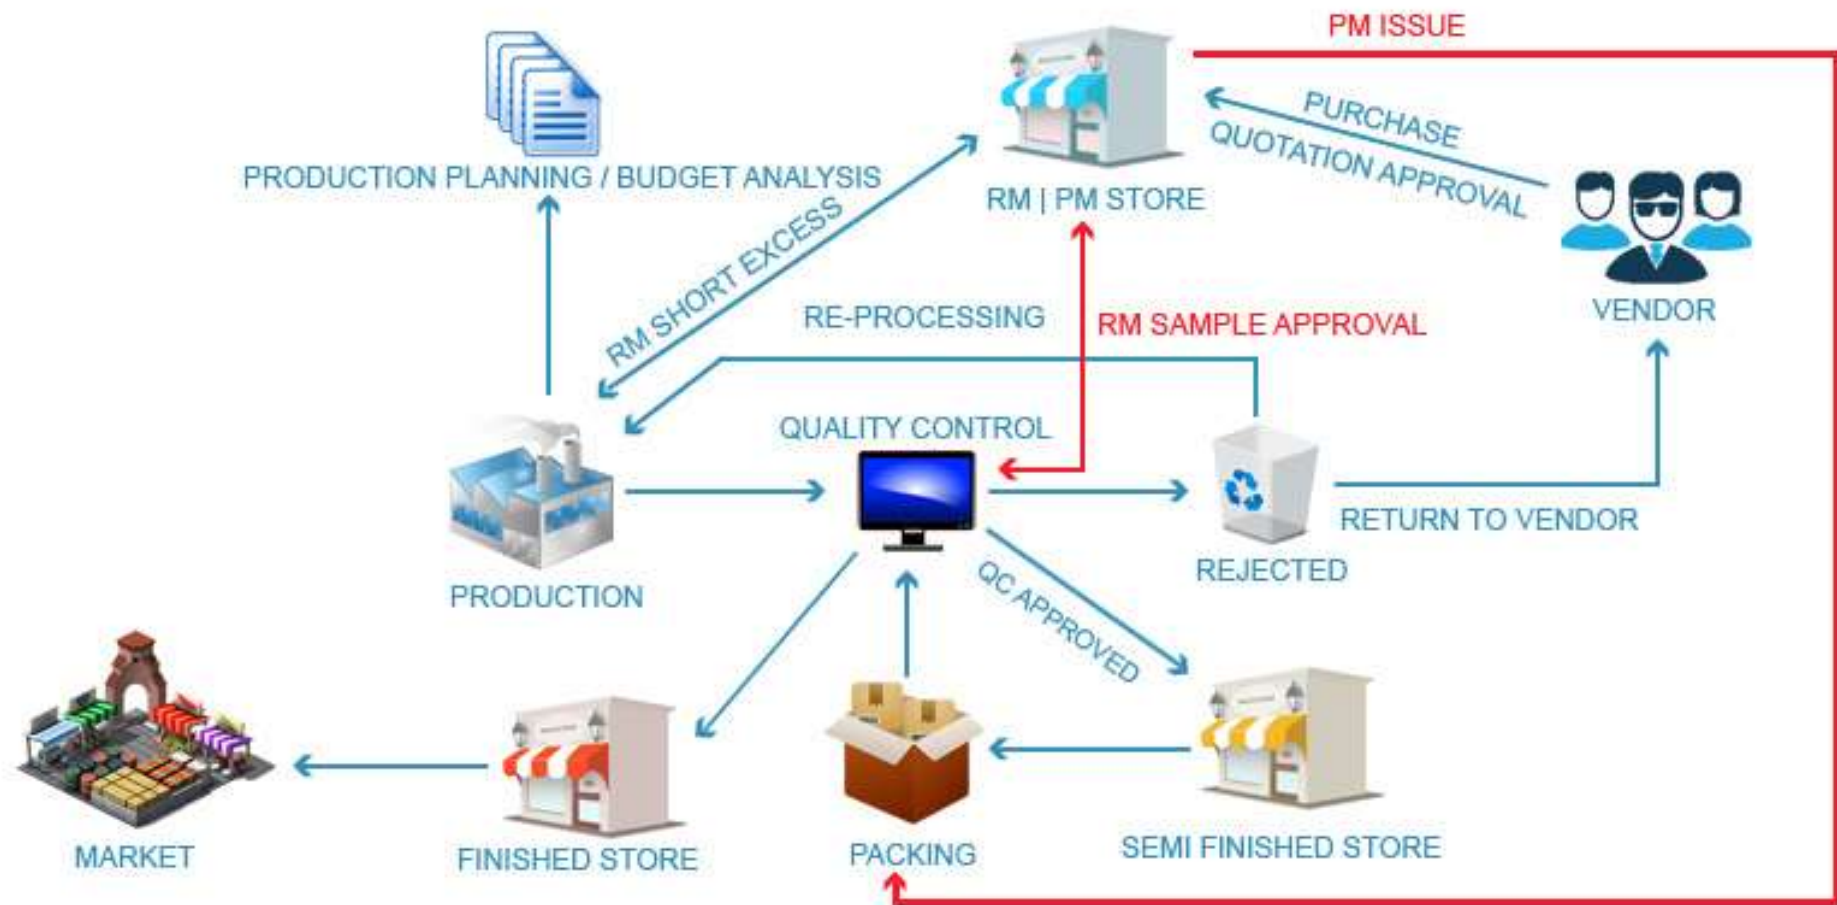 PM ISSUE
PURCHASE
QUOTATION APPROVAL
PRODUCTION PLANNING / BUDGET ANALYSIS
RM | PM STORE
RM SHORT EXCESS
VENDOR
RE-PROCESSING
RM SAMPLE APPROVAL
QUALITY CONTROL
RETURN TO VENDOR
REJECTED
PRODUCTION
QC APPROVED
MARKET
FINISHED STORE
PACKING
SEMI FINISHED STORE